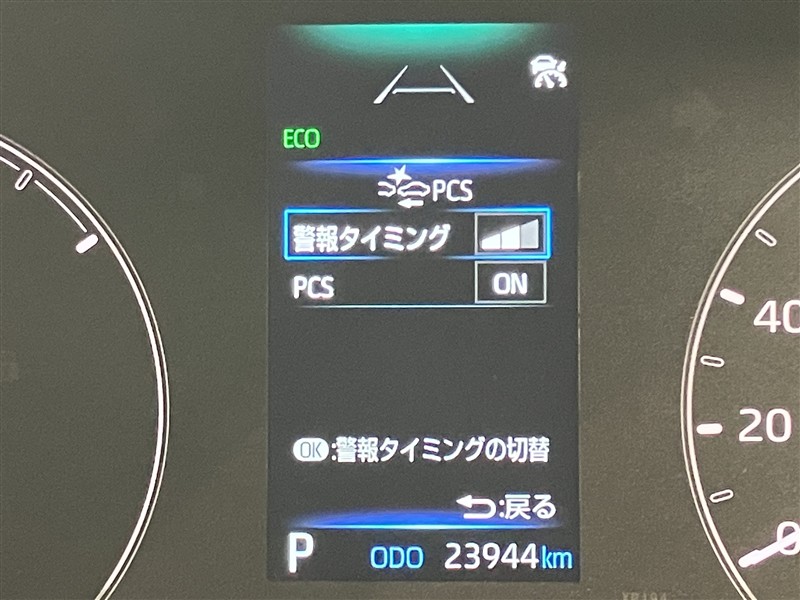 ECO
PCS
警報タイミング
PCS ON
OK:警報タイミングの切替
:戻る
P ODO 23944km
40
20
0